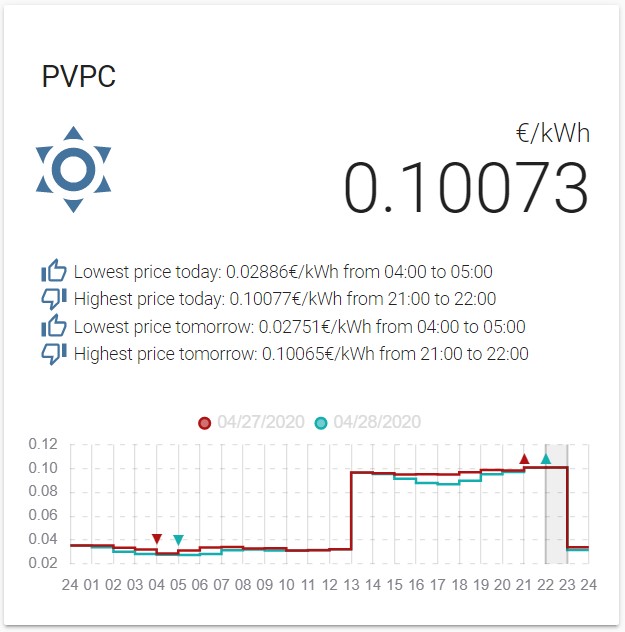 PVPC
€/kWh
0.10073
Lowest price today: 0.02886€/kWh from 04:00 to 05:00
Highest price today: 0.10077€/kWh from 21:00 to 22:00
Lowest price tomorrow: 0.02751€/kWh from 04:00 to 05:00
Highest price tomorrow: 0.10065€/kWh from 21:00 to 22:00
04/27/2020 04/28/2020
0.12
0.10
0.08
0.06
0.04
0.02
24 01 02 03 04 05 06 07 08 09 10 11 12 13 14 15 16 17 18 19 20 21 22 23 24